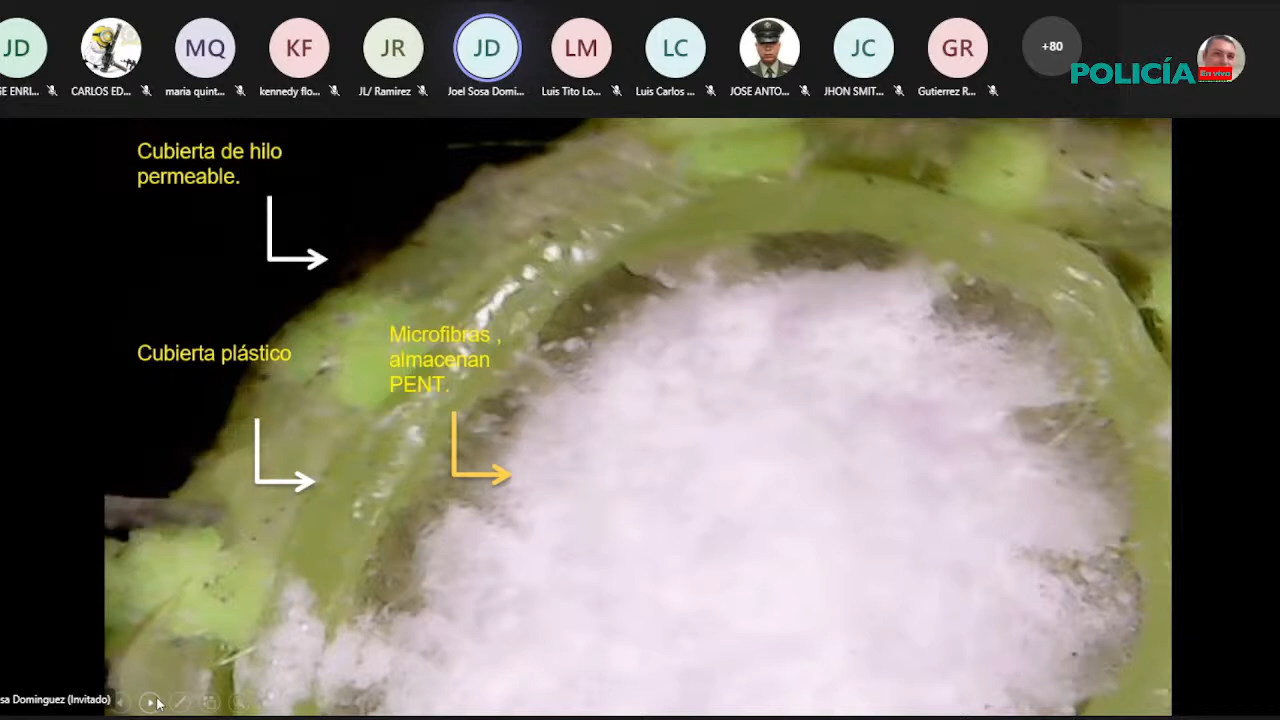 JD
MQ
KF
JR
JD
LM
LC
JC
GR
+80
GE ENRI...
CARLOS ED...
maria quint...
kennedy flo...
JL/ Ramirez
Joel Sosa Domi...
Luis Tito Lo...
Luis Carlos ...
JOSE ANTO...
JHON SMIT...
Gutierrez R...
POLICÍA
En vivo
Cubierta de hilo
permeable.
Cubierta plástico
Microfibras ,
almacenan
PENT.
sa Dominguez (Invitado)